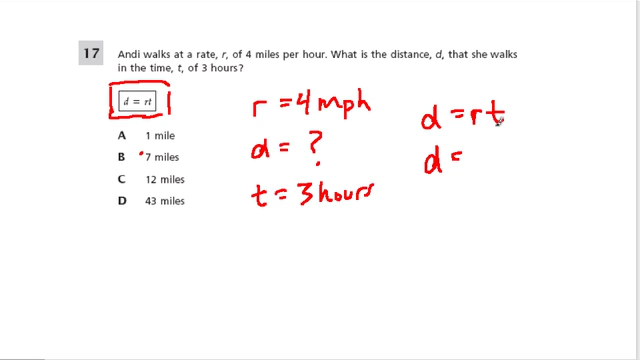 17 Andi walks at a rate, r, of 4 miles per hour. What is the distance, d, that she walks
in the time, t, of 3 hours?
d = rt
A 1 mile
B 7 miles
C 12 miles
D 43 miles
r = 4 mph
d = ?
t = 3 hours
d = rt
d =